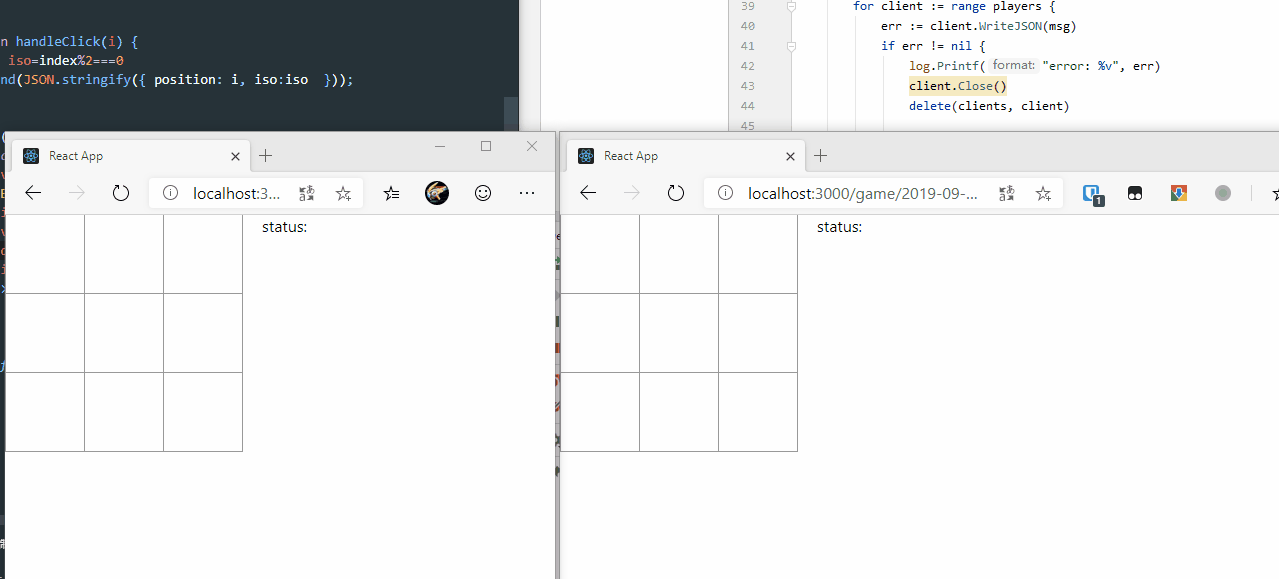 n handleClick(i) {
iso=index%2===0
nd(JSON.stringify({ position: i, iso:iso }));
39 for client := range players {
40 err := client.WriteJSON(msg)
41 if err != nil {
42 log.Printf( format: "error: %v", err)
43 client.Close()
44 delete(clients, client)
45
React App
localhost:3...
status:
React App
localhost:3000/game/2019-09-...
1
status: